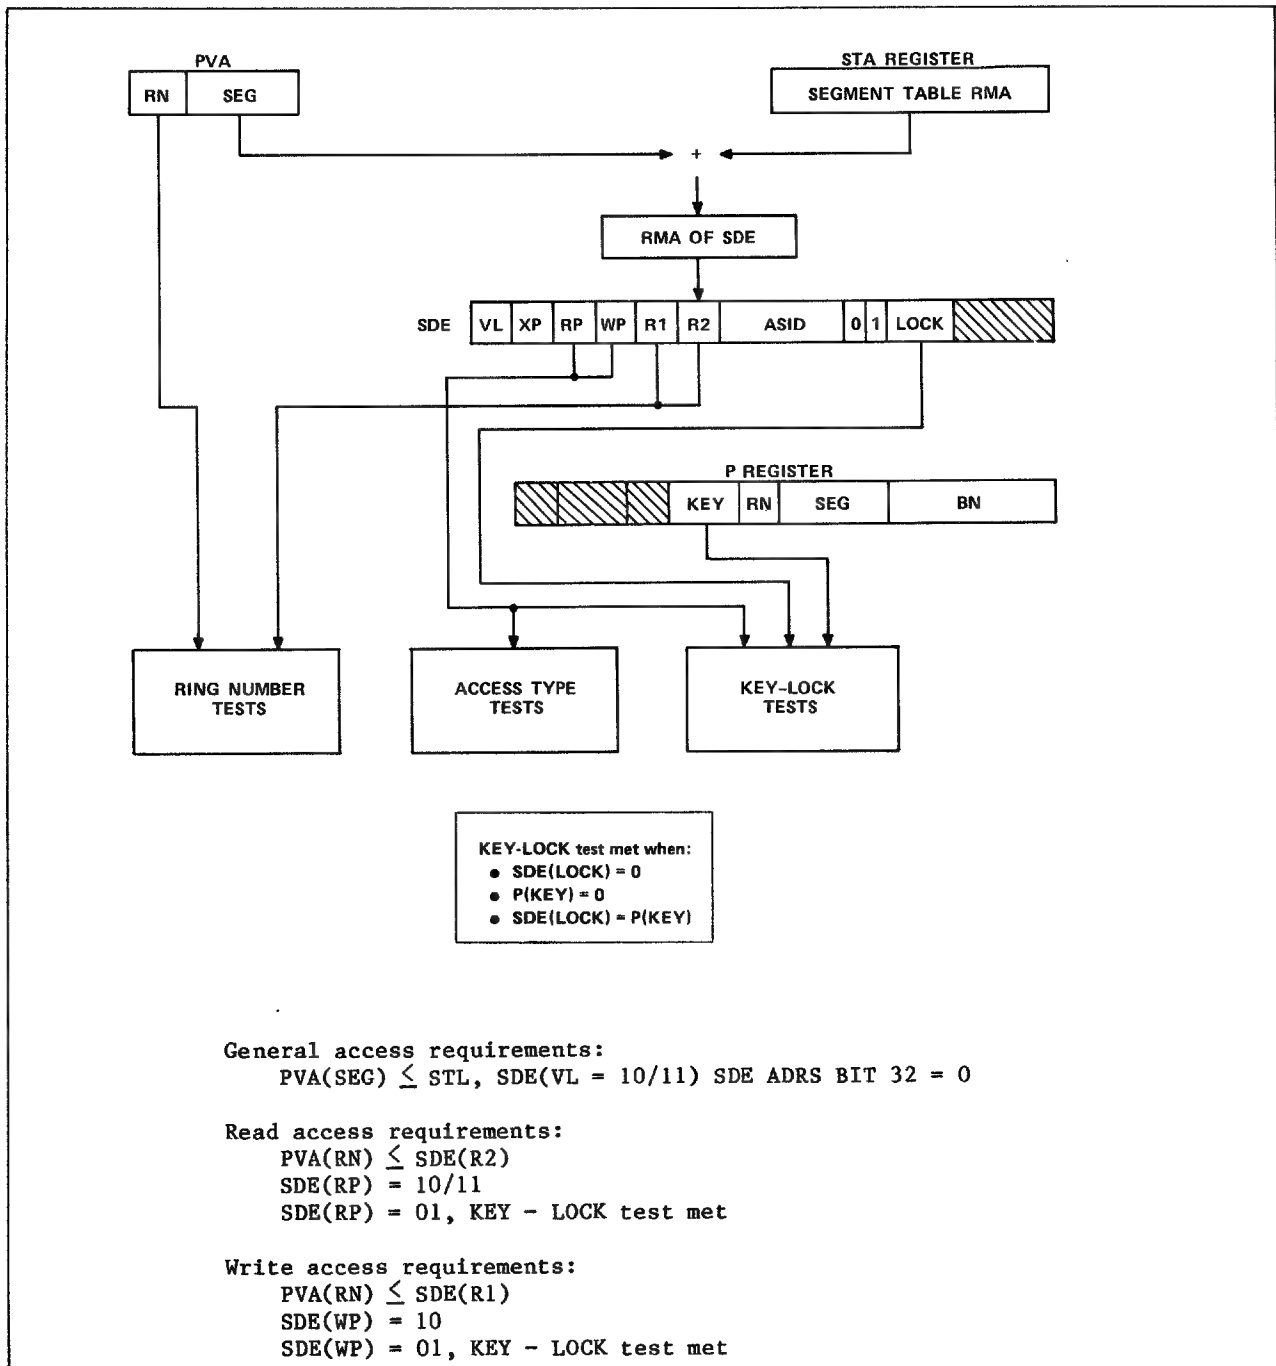 PVA
RN SEG
STA REGISTER
SEGMENT TABLE RMA
+
RMA OF SDE
SDE VL XP RP WP R1 R2 ASID 0 1 LOCK
P REGISTER
KEY RN SEG BN
RING NUMBER
TESTS
ACCESS TYPE
TESTS
KEY-LOCK
TESTS
KEY-LOCK test met when:
● SDE(LOCK) = 0
● P(KEY) = 0
● SDE(LOCK) = P(KEY)
General access requirements:
PVA(SEG) ≤ STL, SDE(VL = 10/11) SDE ADRS BIT 32 = 0
Read access requirements:
PVA(RN) ≤ SDE(R2)
SDE(RP) = 10/11
SDE(RP) = 01, KEY - LOCK test met
Write access requirements:
PVA(RN) ≤ SDE(R1)
SDE(WP) = 10
SDE(WP) = 01, KEY - LOCK test met